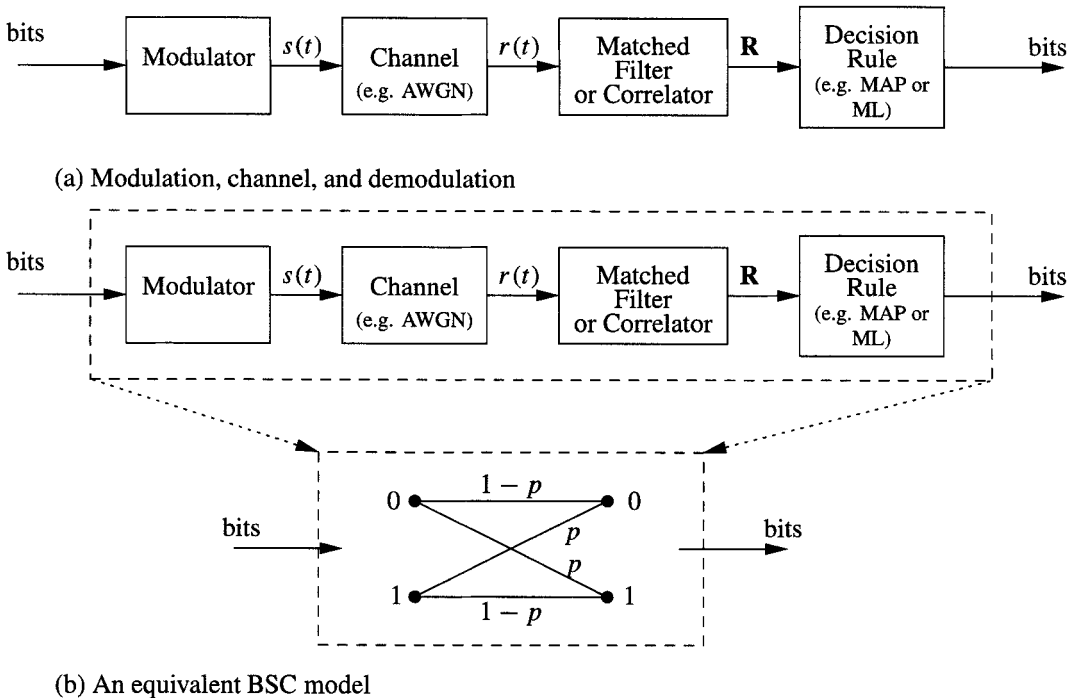 bits
Modulator
s(t)
Channel
(e.g. AWGN)
r(t)
Matched
Filter
or Correlator
R
Decision
Rule
(e.g. MAP or
ML)
bits
(a) Modulation, channel, and demodulation
bits
Modulator
s(t)
Channel
(e.g. AWGN)
r(t)
Matched
Filter
or Correlator
R
Decision
Rule
(e.g. MAP or
ML)
bits
bits
0
1 − p
0
p
p
1
1 − p
1
bits
(b) An equivalent BSC model